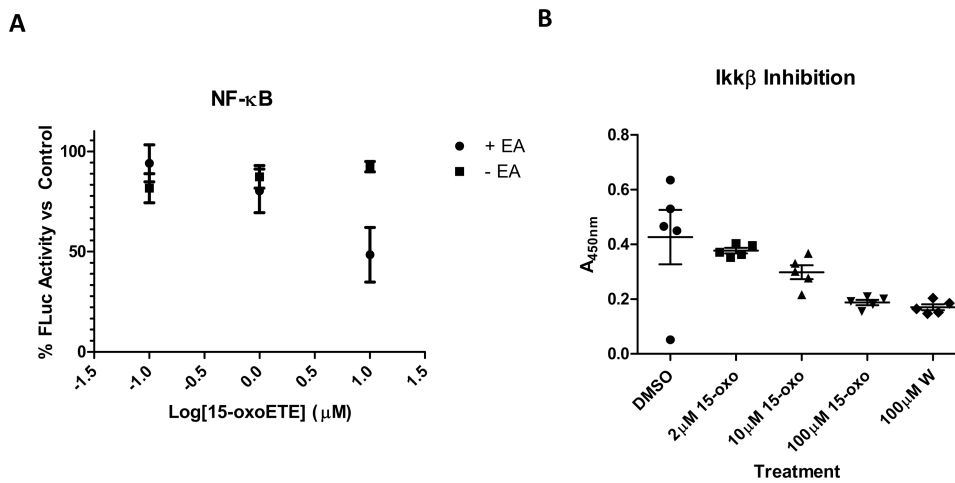 A
NF-κB
% FLuc Activity vs Control
100
50
0
-1.5
-1.0
-0.5
0.0
0.5
1.0
1.5
Log[15-oxoETE] (μM)
+ EA
- EA
B
Ikkβ Inhibition
A450nm
0.8
0.6
0.4
0.2
0.0
DMSO
2μM 15-oxo
10μM 15-oxo
100μM 15-oxo
100μM W
Treatment